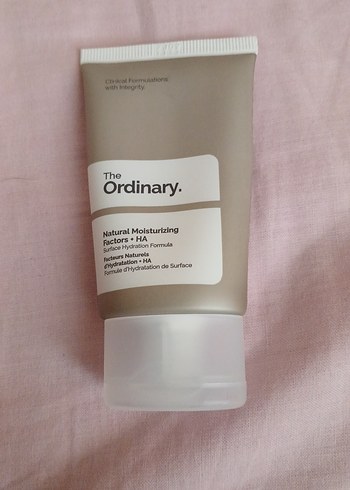 Clinical Formulations
with Integrity.
The
Ordinary.
Natural Moisturizing
Factors + HA
Surface Hydration Formula
Facteurs Naturels
d'Hydratation + HA
Formule d'Hydratation de Surface